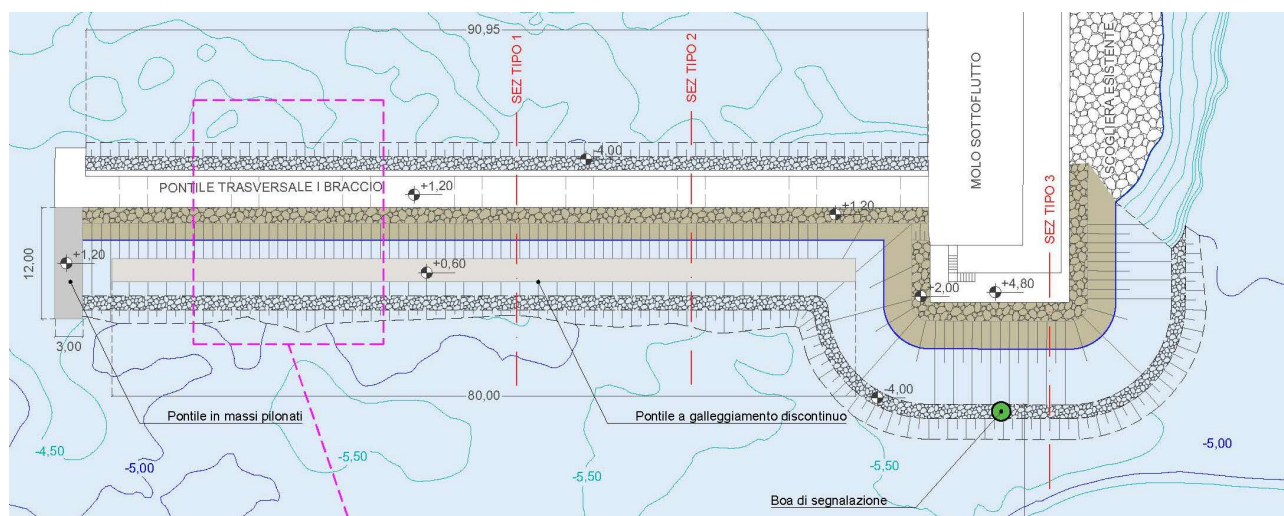 90,95
SEZ TIPO 1
SEZ TIPO 2
MOLO SOTTOFLUTTO
SCOGLIERA ESISTENTE
-4,00
PONTILE TRASVERSALE I BRACCIO
+1,20
+1,20
SEZ TIPO 3
12,00
+1,20
+0,60
-2,00
+4,80
3,00
80,00
-4,00
Pontile in massi pilonati
Pontile a galleggiamento discontinuo
-4,50
-5,00
-5,50
-5,50
-5,50
-5,00
Boa di segnalazione